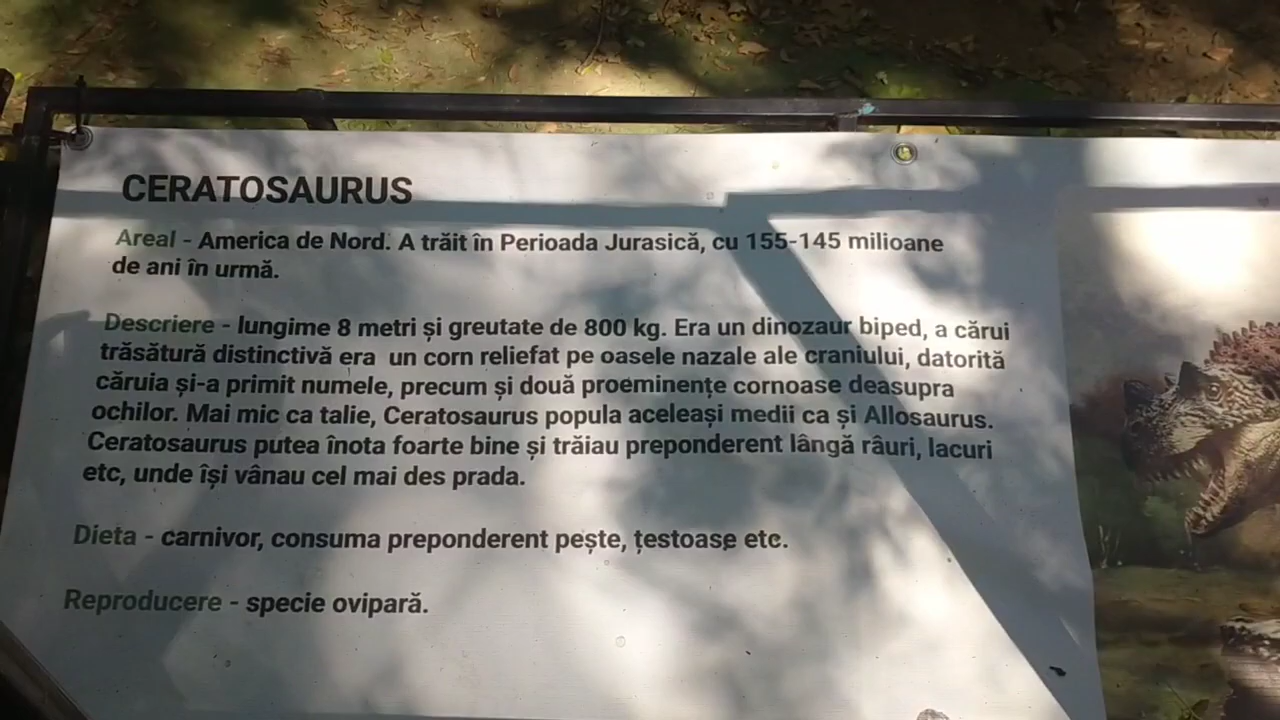 CERATOSAURUS
Areal - America de Nord. A trăit în Perioada Jurasică, cu 155-145 milioane
de ani în urmă.
Descriere - lungime 8 metri și greutate de 800 kg. Era un dinozaur biped, a cărui
trăsătură distinctivă era un corn reliefat pe oasele nazale ale craniului, datorită
căruia și-a primit numele, precum și două proeminențe cornoase deasupra
ochilor. Mai mic ca talie, Ceratosaurus popula aceleași medii ca și Allosaurus.
Ceratosaurus putea înota foarte bine și trăiau preponderent lângă râuri, lacuri
etc, unde își vânau cel mai des prada.
Dieta - carnivor, consuma preponderent pește, țestoase etc.
Reproducere - specie ovipară.